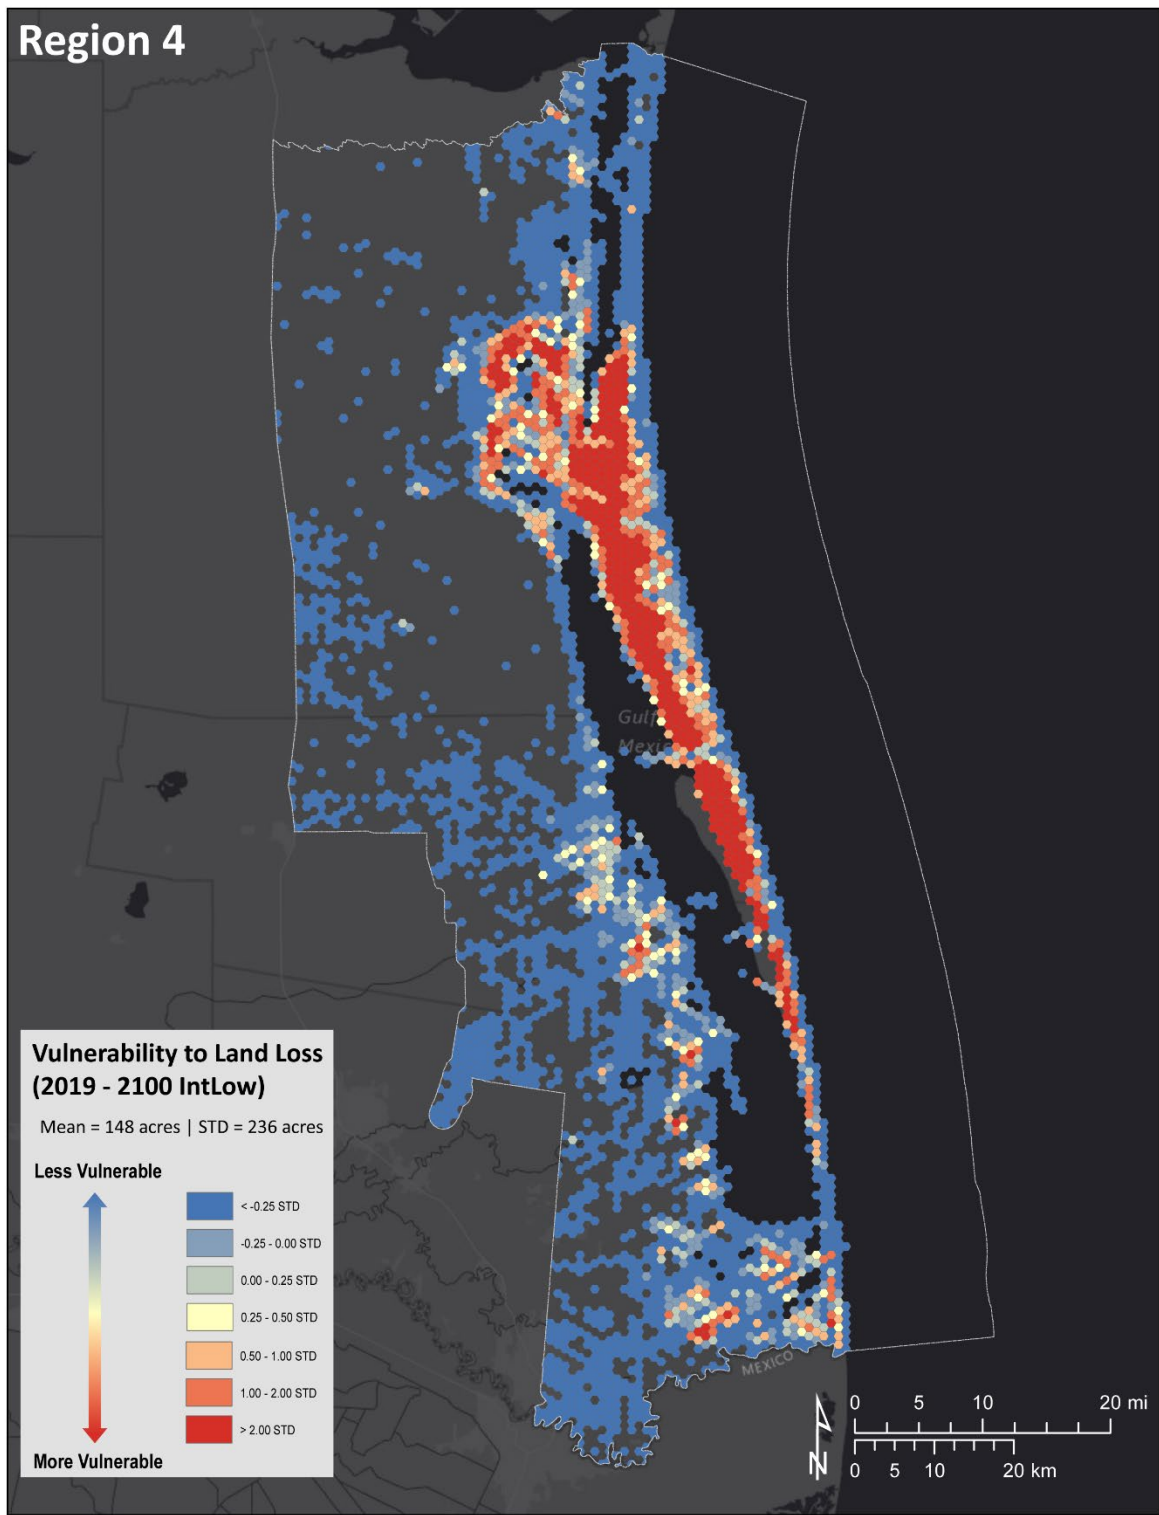 Region 4
Gulf
Mexic
Vulnerability to Land Loss
(2019 - 2100 IntLow)
Mean = 148 acres | STD = 236 acres
Less Vulnerable
< -0.25 STD
-0.25 - 0.00 STD
0.00 - 0.25 STD
0.25 - 0.50 STD
0.50 - 1.00 STD
1.00 - 2.00 STD
> 2.00 STD
More Vulnerable
MEXICO
N
0 5 10 20 mi
0 5 10 20 km